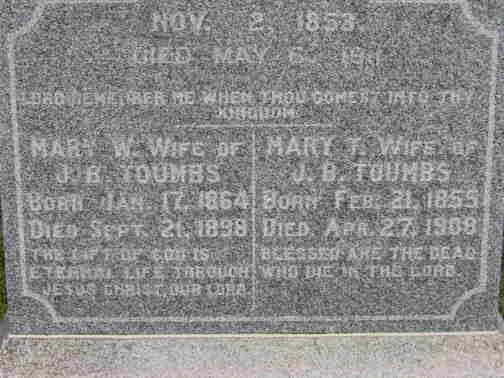 NOV. 2, 1853
DIED MAY 6, 191
LORD REMEMBER ME WHEN THOU COMEST INTO THY
KINGDOM
MARY W. WIFE OF
J. B. TOUMBS
BORN JAN. 17, 1864
DIED SEPT. 21, 1898
THE GIFT OF GOD IS
ETERNAL LIFE THROUGH
JESUS CHRIST, OUR LORD.
MARY T. WIFE OF
J. B. TOUMBS
BORN FEB. 21, 1855
DIED APR. 27, 1908
BLESSED ARE THE DEAD
WHO DIE IN THE LORD.